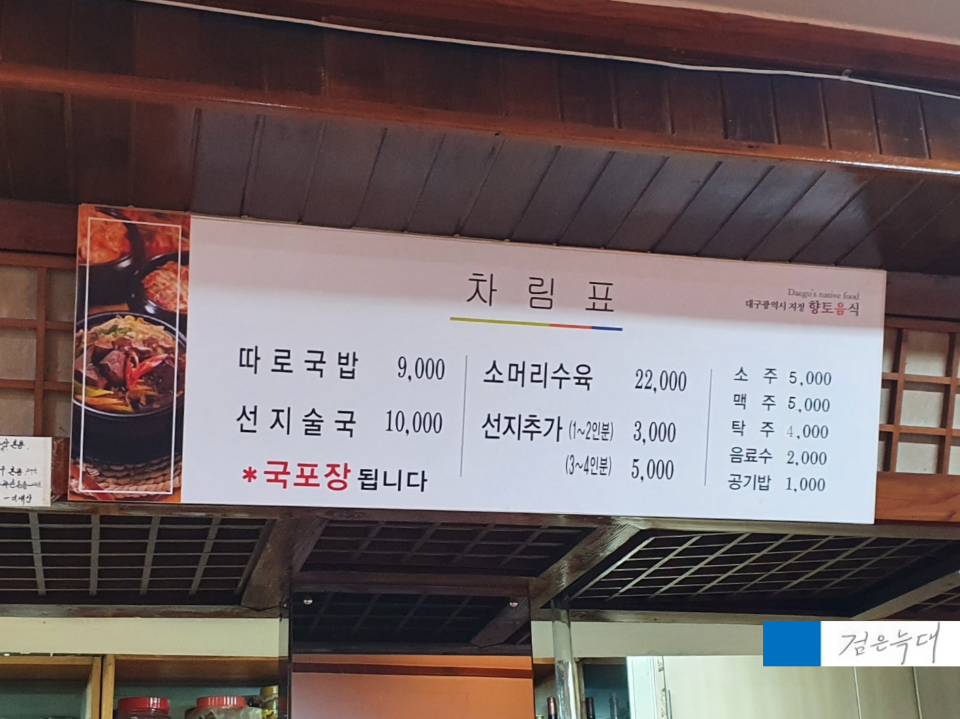 차림표
Daegu's native food
대구광역시 지정 향토음식
따로국밥 9,000
선지술국 10,000
*국포장됩니다
소머리수육 22,000
선지추가 (1~2인분) 3,000
(3~4인분) 5,000
소주 5,000
맥주 5,000
탁주 4,000
음료수 2,000
공기밥 1,000
검은늑대